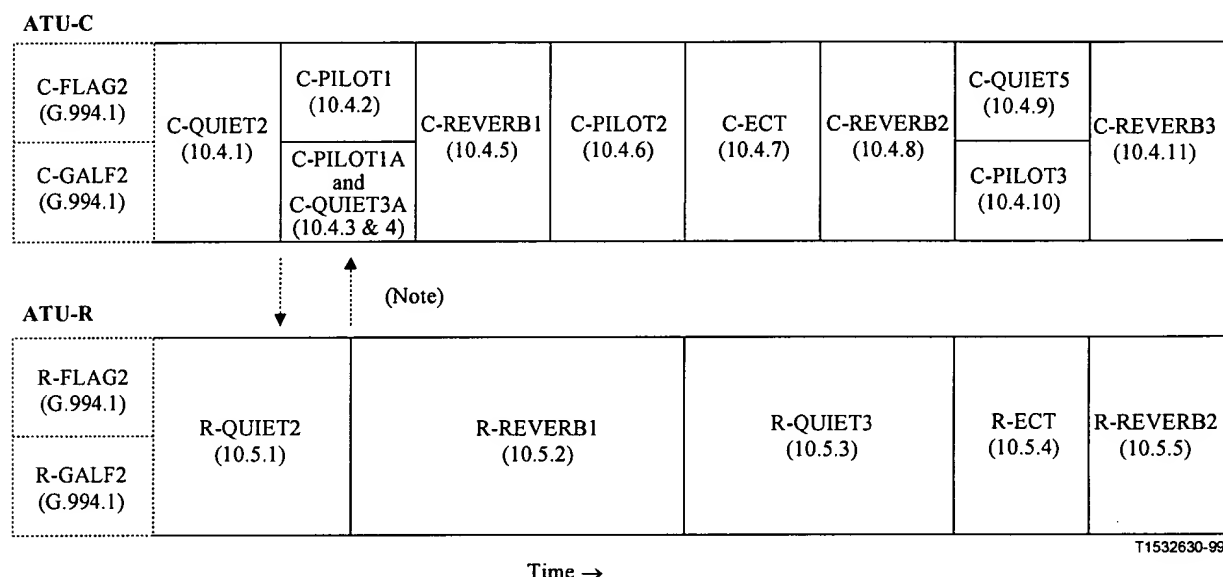 ATU-C
C-FLAG2
(G.994.1)
C-GALF2
(G.994.1)
C-QUIET2
(10.4.1)
C-PILOT1
(10.4.2)
C-PILOT1A
and
C-QUIET3A
(10.4.3 & 4)
C-REVERB1
(10.4.5)
C-PILOT2
(10.4.6)
C-ECT
(10.4.7)
C-REVERB2
(10.4.8)
C-QUIET5
(10.4.9)
C-PILOT3
(10.4.10)
C-REVERB3
(10.4.11)
(Note)
ATU-R
R-FLAG2
(G.994.1)
R-GALF2
(G.994.1)
R-QUIET2
(10.5.1)
R-REVERB1
(10.5.2)
R-QUIET3
(10.5.3)
R-ECT
(10.5.4)
R-REVERB2
(10.5.5)
T1532630-99
Time →